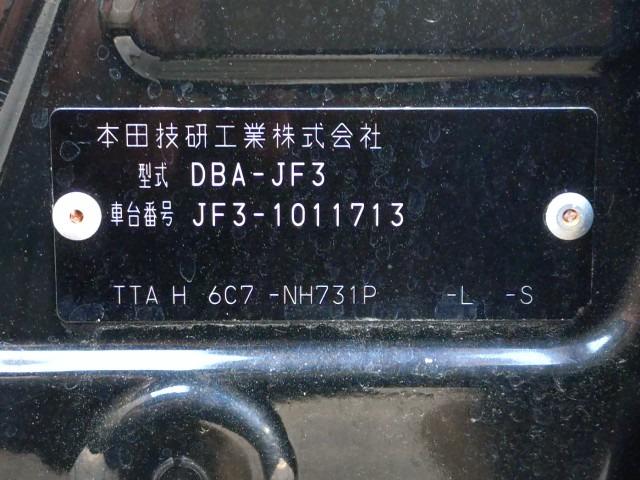 本田技研工業株式会社
型式 DBA-JF3
車台番号 JF3-1011713
TTA H 6C7 -NH731P -L -S